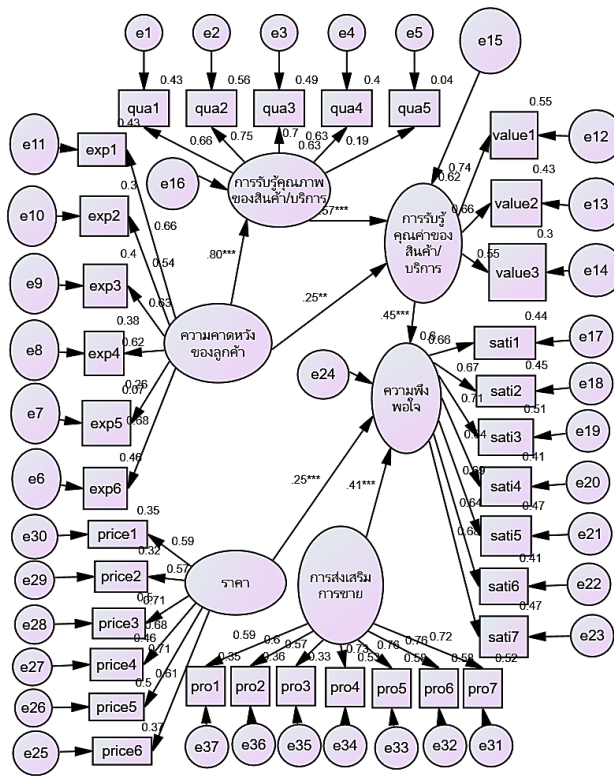 e1
e2
e3
e4
e5
e15
0.43
0.56
0.49
0.4
0.04
qua1
qua2
qua3
qua4
qua5
0.55
value1
e12
e11
exp1
0.43
0.66
0.75
0.7
0.63
0.63
0.19
0.74
0.62
0.43
value2
e13
e16
การรับรู้คุณภาพ
ของสินค้า/บริการ
.57***
การรับรู้
คุณค่าของ
สินค้า/
บริการ
0.66
0.3
0.55
value3
e14
e10
exp2
0.3
0.66
0.4
0.54
e9
exp3
0.63
.80***
.25**
.45***
0.38
e8
exp4
0.62
ความคาดหวัง
ของลูกค้า
0.26
0.07
0.68
e7
exp5
0.46
e6
exp6
0.6
0.66
0.44
sati1
e17
e24
ความพึง
พอใจ
0.67
0.45
sati2
e18
0.71
0.51
sati3
e19
0.41
sati4
e20
0.64
0.47
sati5
e21
0.41
sati6
e22
0.47
sati7
e23
.25***
.41***
e30
price1
0.35
0.59
0.32
e29
price2
0.57
ราคา
การส่งเสริม
การขาย
0.5
0.71
e28
price3
0.68
0.46
e27
price4
0.71
0.5
e26
price5
0.61
0.37
e25
price6
0.59
0.6
0.57
0.73
0.76
0.76
0.72
0.35
0.36
0.33
0.53
0.58
0.58
0.52
pro1
pro2
pro3
pro4
pro5
pro6
pro7
e37
e36
e35
e34
e33
e32
e31